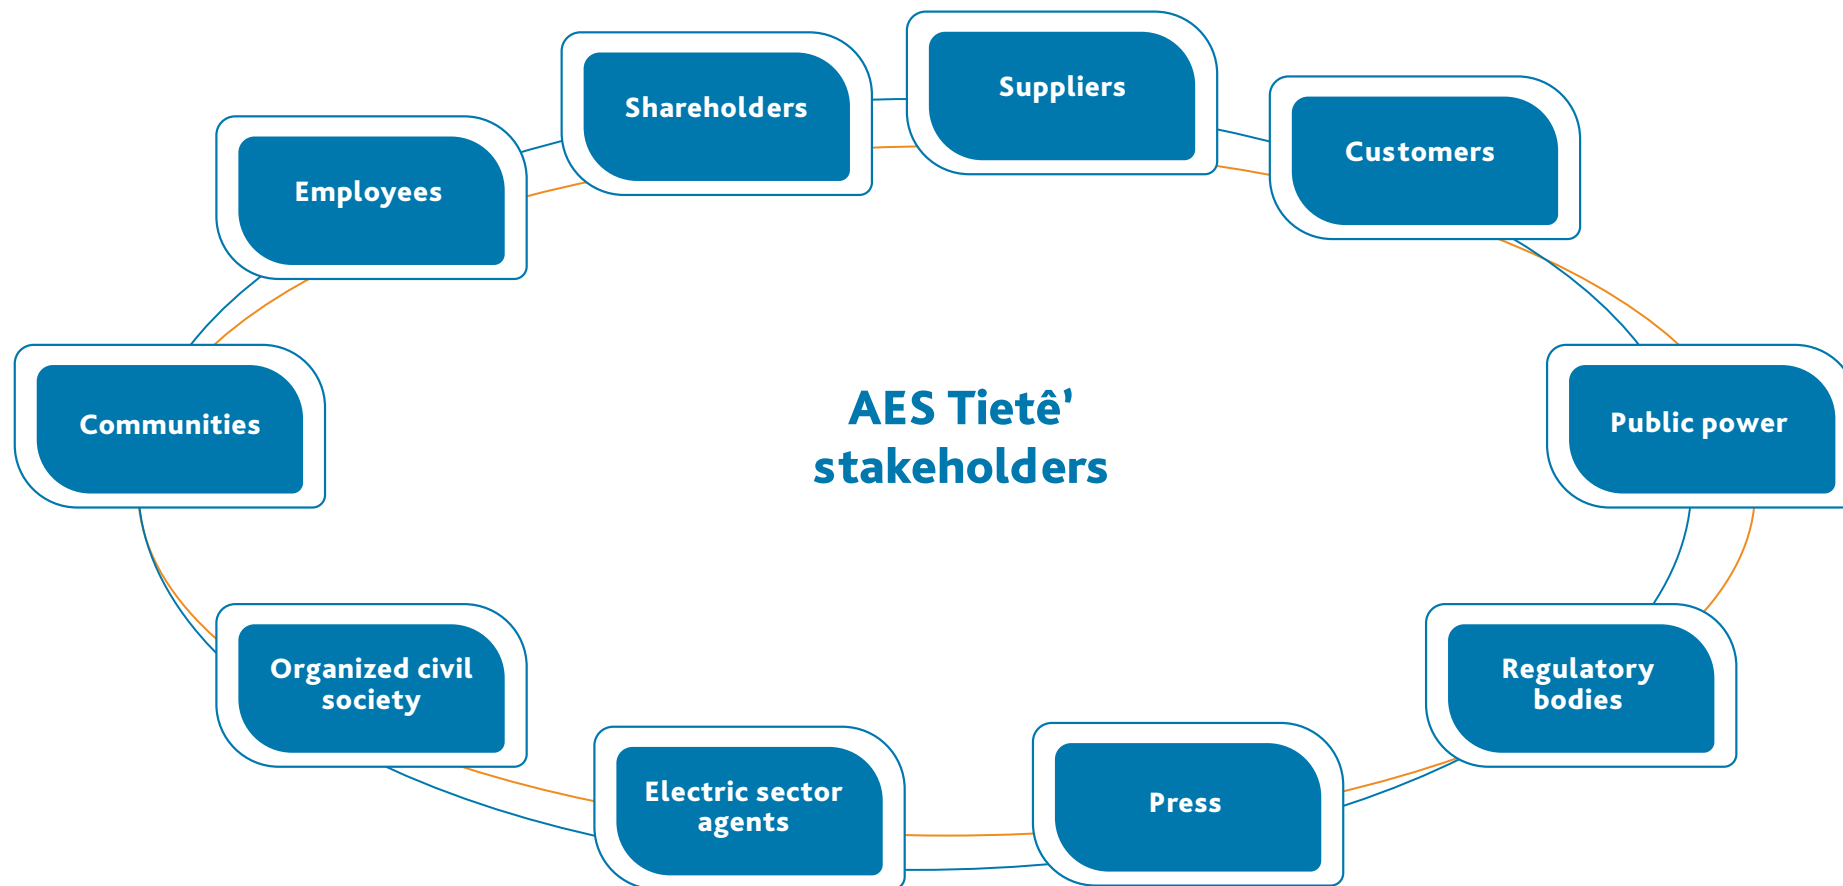 Suppliers
Shareholders
Customers
Employees
AES Tietê'
stakeholders
Communities
Public power
Organized civil
society
Regulatory
bodies
Electric sector
agents
Press